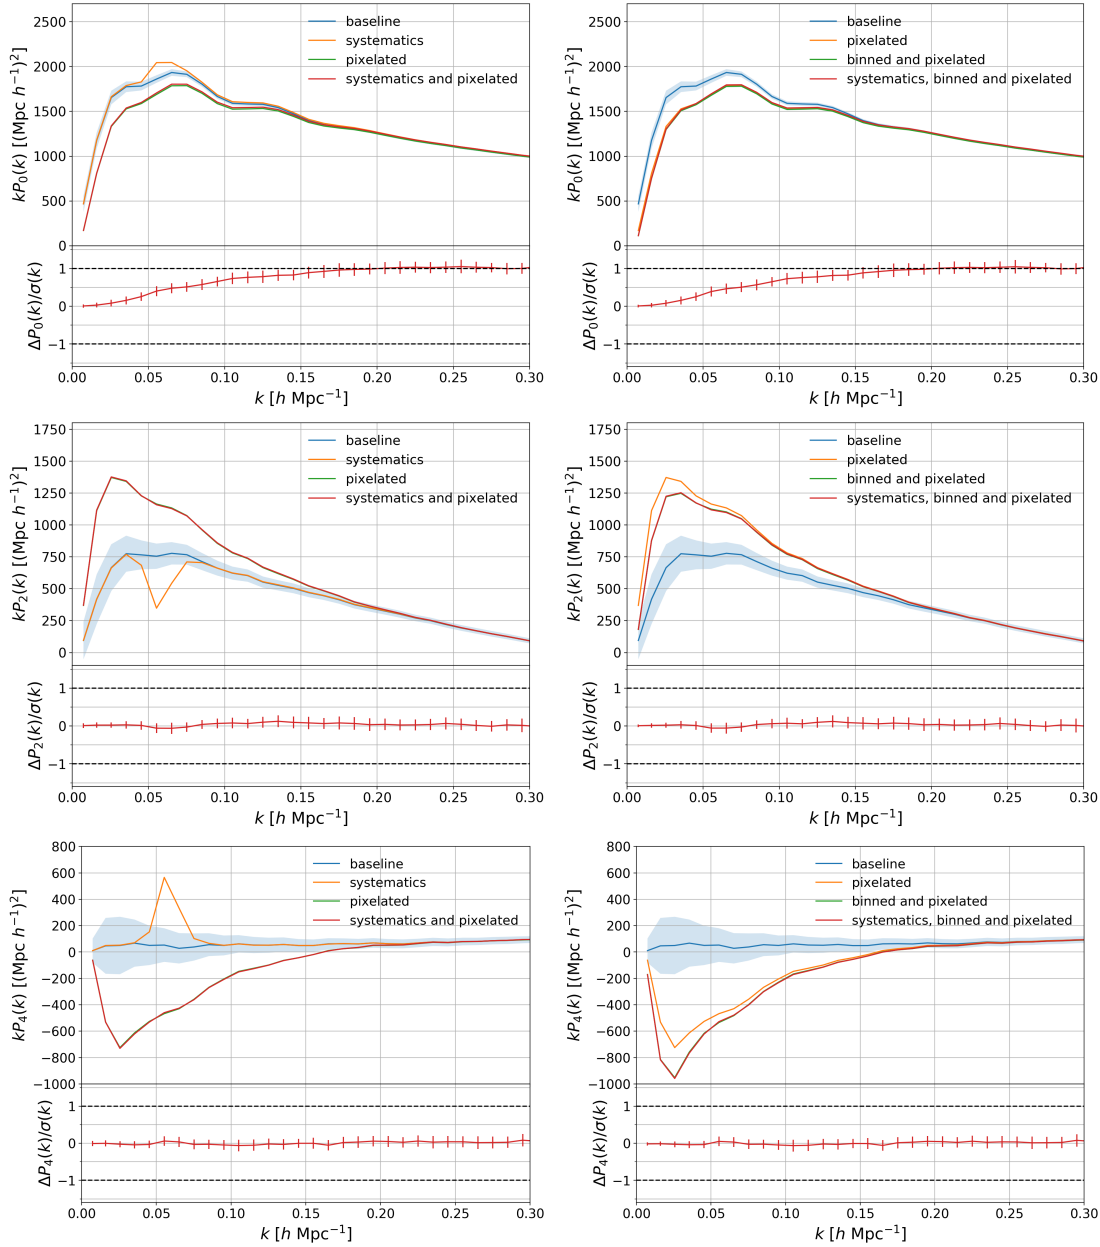 2500
2000
1500
1000
500
0
kP₀(k) [(Mpc h⁻¹)²]
baseline
systematics
pixelated
systematics and pixelated
1
0
−1
ΔP₀(k)/σ(k)
0.00 0.05 0.10 0.15 0.20 0.25 0.30
k [h Mpc⁻¹]
2500
2000
1500
1000
500
0
kP₀(k) [(Mpc h⁻¹)²]
baseline
pixelated
binned and pixelated
systematics, binned and pixelated
1
0
−1
ΔP₀(k)/σ(k)
0.00 0.05 0.10 0.15 0.20 0.25 0.30
k [h Mpc⁻¹]
1750
1500
1250
1000
750
500
250
0
kP₂(k) [(Mpc h⁻¹)²]
baseline
systematics
pixelated
systematics and pixelated
1
0
−1
ΔP₂(k)/σ(k)
0.00 0.05 0.10 0.15 0.20 0.25 0.30
k [h Mpc⁻¹]
1750
1500
1250
1000
750
500
250
0
kP₂(k) [(Mpc h⁻¹)²]
baseline
pixelated
binned and pixelated
systematics, binned and pixelated
1
0
−1
ΔP₂(k)/σ(k)
0.00 0.05 0.10 0.15 0.20 0.25 0.30
k [h Mpc⁻¹]
800
600
400
200
0
−200
−400
−600
−800
−1000
kP₄(k) [(Mpc h⁻¹)²]
baseline
systematics
pixelated
systematics and pixelated
1
0
−1
ΔP₄(k)/σ(k)
0.00 0.05 0.10 0.15 0.20 0.25 0.30
k [h Mpc⁻¹]
800
600
400
200
0
−200
−400
−600
−800
−1000
kP₄(k) [(Mpc h⁻¹)²]
baseline
pixelated
binned and pixelated
systematics, binned and pixelated
1
0
−1
ΔP₄(k)/σ(k)
0.00 0.05 0.10 0.15 0.20 0.25 0.30
k [h Mpc⁻¹]